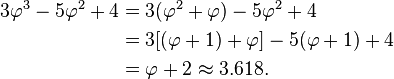 3φ³ − 5φ² + 4 = 3(φ² + φ) − 5φ² + 4
= 3[(φ + 1) + φ] − 5(φ + 1) + 4
= φ + 2 ≈ 3.618.